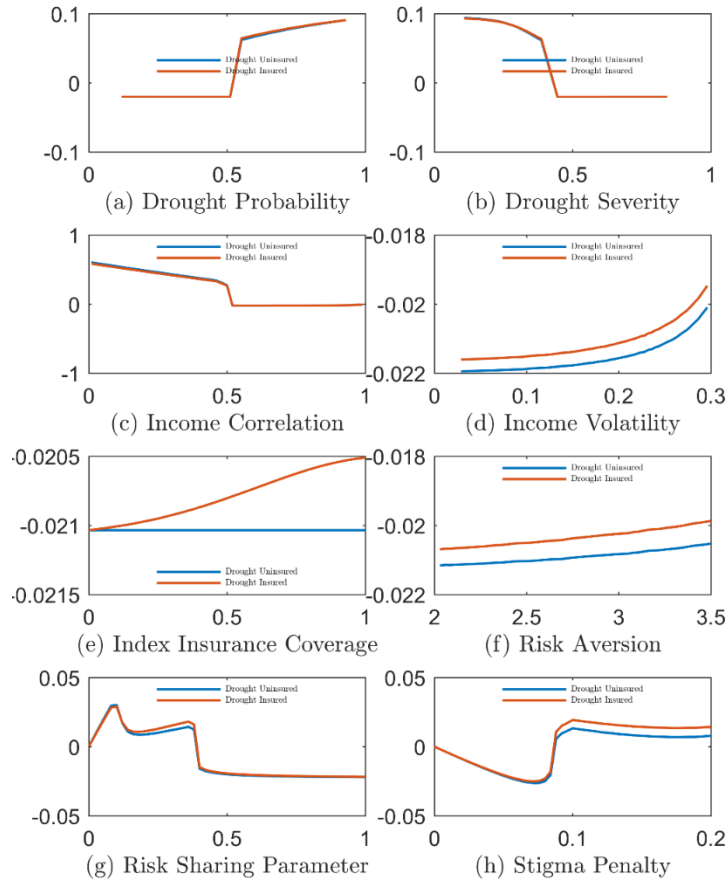 0.1
0
-0.1
Drought Uninsured
Drought Insured
0 0.5 1
(a) Drought Probability
0.1
0
-0.1
Drought Uninsured
Drought Insured
0 0.5 1
(b) Drought Severity
1
0
-1
Drought Uninsured
Drought Insured
0 0.5 1
(c) Income Correlation
-0.018
-0.02
-0.022
Drought Uninsured
Drought Insured
0 0.1 0.2 0.3
(d) Income Volatility
-0.0205
-0.021
-0.0215
Drought Uninsured
Drought Insured
0 0.5 1
(e) Index Insurance Coverage
-0.018
-0.02
-0.022
Drought Uninsured
Drought Insured
2 2.5 3 3.5
(f) Risk Aversion
0.05
0
-0.05
Drought Uninsured
Drought Insured
0 0.5 1
(g) Risk Sharing Parameter
0.05
0
-0.05
Drought Uninsured
Drought Insured
0 0.1 0.2
(h) Stigma Penalty